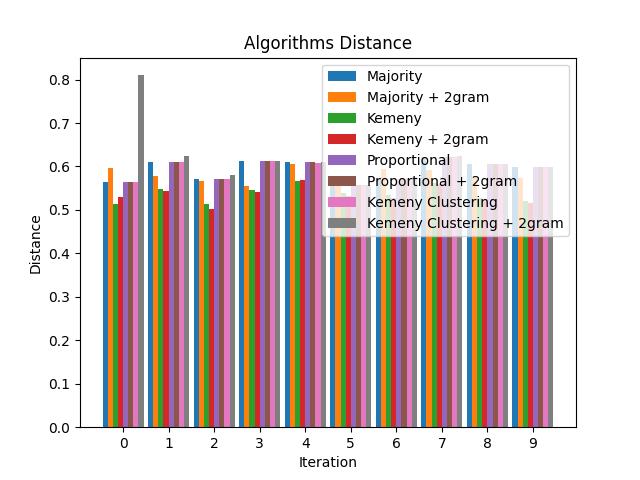 Algorithms Distance
Distance
0.8
0.7
0.6
0.5
0.4
0.3
0.2
0.1
0.0
Majority
Majority + 2gram
Kemeny
Kemeny + 2gram
Proportional
Proportional + 2gram
Kemeny Clustering
Kemeny Clustering + 2gram
0 1 2 3 4 5 6 7 8 9
Iteration